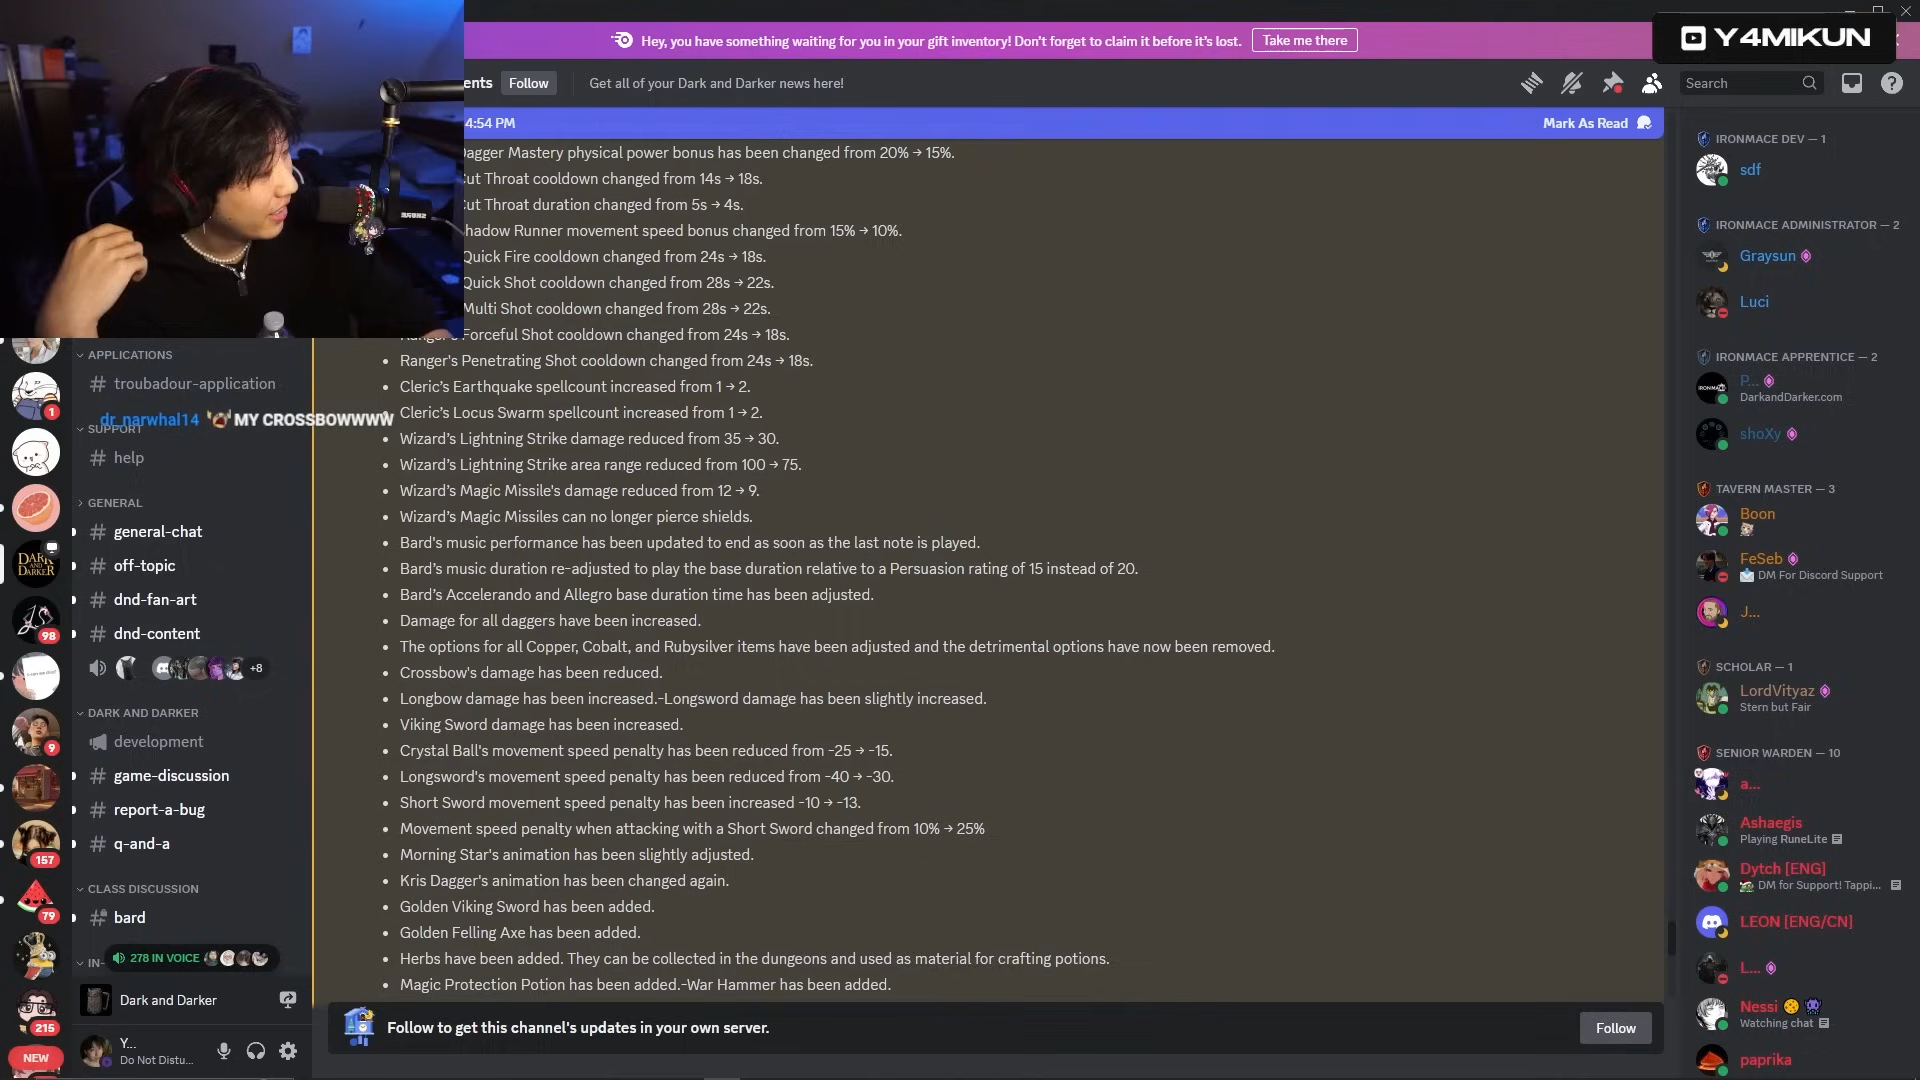 Y4MIKUN
Hey, you have something waiting for you in your gift inventory! Don't forget to claim it before it's lost.
Take me there
ents
Follow
Get all of your Dark and Darker news here!
Search
4:54 PM
Mark As Read
Dagger Mastery physical power bonus has been changed from 20% → 15%.
Cut Throat cooldown changed from 14s → 18s.
Cut Throat duration changed from 5s → 4s.
hadow Runner movement speed bonus changed from 15% → 10%.
Quick Fire cooldown changed from 24s → 18s.
Quick Shot cooldown changed from 28s → 22s.
Multi Shot cooldown changed from 28s → 22s.
Ranger's Forceful Shot cooldown changed from 24s → 18s.
• Ranger's Penetrating Shot cooldown changed from 24s → 18s.
• Cleric's Earthquake spellcount increased from 1 → 2.
Cleric's Locus Swarm spellcount increased from 1 → 2.
• Wizard's Lightning Strike damage reduced from 35 → 30.
• Wizard's Lightning Strike area range reduced from 100 → 75.
• Wizard's Magic Missile's damage reduced from 12 → 9.
• Wizard's Magic Missiles can no longer pierce shields.
• Bard's music performance has been updated to end as soon as the last note is played.
• Bard's music duration re-adjusted to play the base duration relative to a Persuasion rating of 15 instead of 20.
• Bard's Accelerando and Allegro base duration time has been adjusted.
• Damage for all daggers have been increased.
• The options for all Copper, Cobalt, and Rubysilver items have been adjusted and the detrimental options have now been removed.
• Crossbow's damage has been reduced.
• Longbow damage has been increased.-Longsword damage has been slightly increased.
• Viking Sword damage has been increased.
• Crystal Ball's movement speed penalty has been reduced from -25 → -15.
• Longsword's movement speed penalty has been reduced from -40 → -30.
• Short Sword movement speed penalty has been increased -10 → -13.
• Movement speed penalty when attacking with a Short Sword changed from 10% → 25%
• Morning Star's animation has been slightly adjusted.
• Kris Dagger's animation has been changed again.
• Golden Viking Sword has been added.
• Golden Felling Axe has been added.
• Herbs have been added. They can be collected in the dungeons and used as material for crafting potions.
• Magic Protection Potion has been added.-War Hammer has been added.
Follow to get this channel's updates in your own server.
Follow
APPLICATIONS
# troubadour-application
dr_narwhal14 MY CROSSBOWWWW
SUPPORT
# help
GENERAL
# general-chat
# off-topic
# dnd-fan-art
# dnd-content
+8
DARK AND DARKER
development
# game-discussion
# report-a-bug
# q-and-a
CLASS DISCUSSION
# bard
IN-
278 IN VOICE
Dark and Darker
Y...
Do Not Distu...
1
DARK AND DARKER
98
9
157
79
215
NEW
IRONMACE DEV — 1
sdf
IRONMACE ADMINISTRATOR — 2
Graysun
Luci
IRONMACE APPRENTICE — 2
P...
DarkandDarker.com
shoXy
TAVERN MASTER — 3
Boon
FeSeb
DM For Discord Support
J...
SCHOLAR — 1
LordVityaz
Stern but Fair
SENIOR WARDEN — 10
a...
Ashaegis
Playing RuneLite
Dytch [ENG]
DM for Support! Tappi...
LEON [ENG/CN]
L...
Nessi
Watching chat
paprika